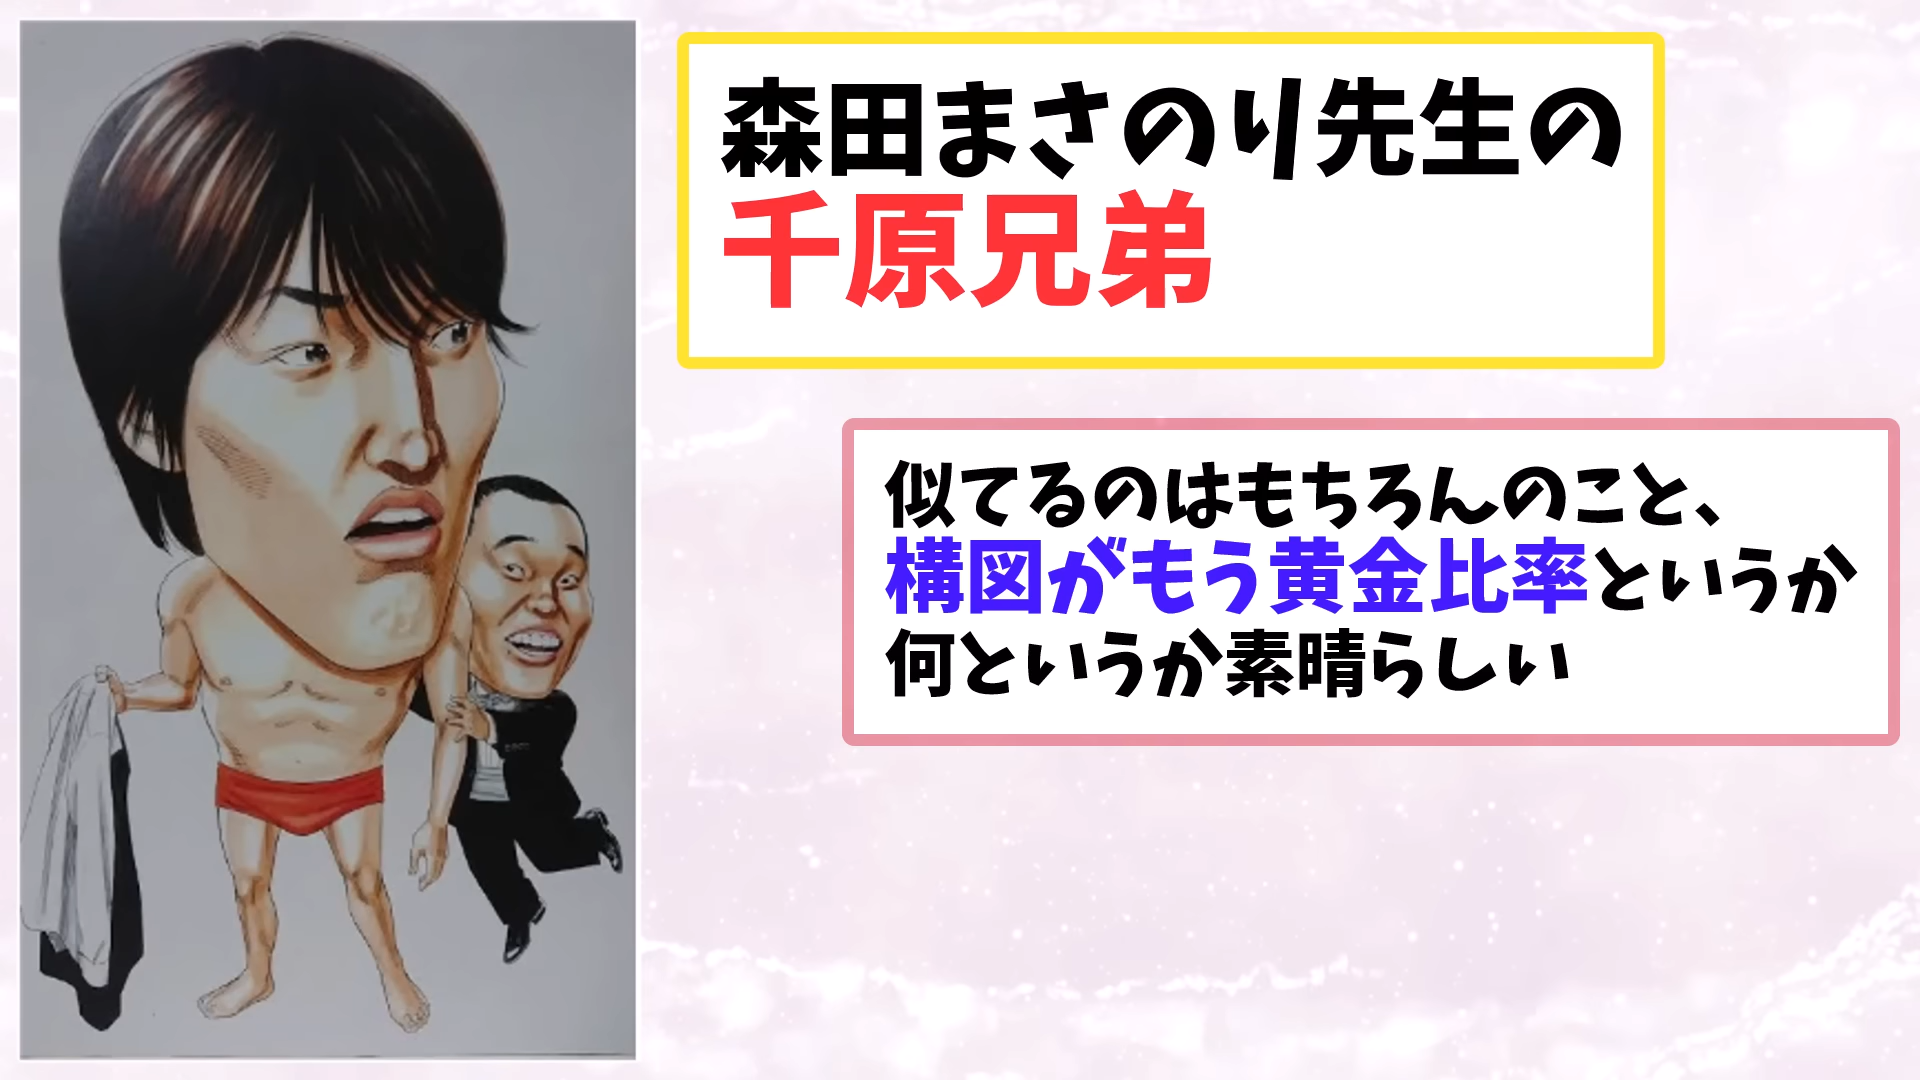 森田まさのり先生の
千原兄弟
似てるのはもちろんのこと、
構図がもう黄金比率というか
何というか素晴らしい